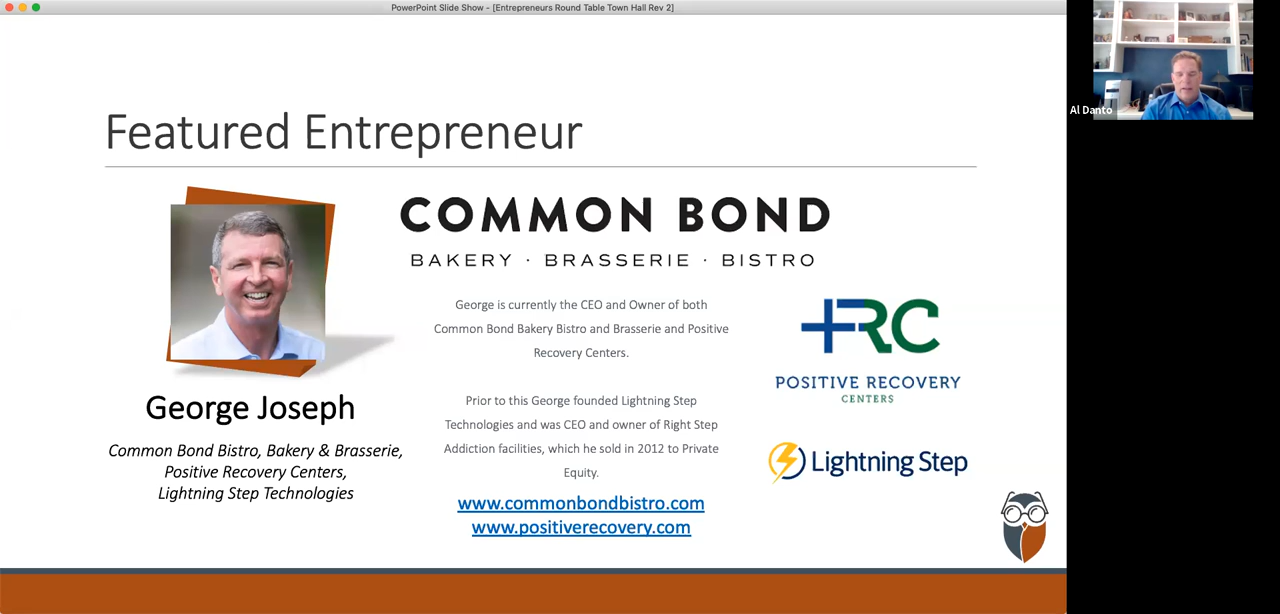 PowerPoint Slide Show - [Entrepreneurs Round Table Town Hall Rev 2]
Al Danto
Featured Entrepreneur
COMMON BOND
BAKERY · BRASSERIE · BISTRO
George is currently the CEO and Owner of both
Common Bond Bakery Bistro and Brasserie and Positive
Recovery Centers.
Prior to this George founded Lightning Step
Technologies and was CEO and owner of Right Step
Addiction facilities, which he sold in 2012 to Private
Equity.
www.commonbondbistro.com
www.positiverecovery.com
George Joseph
Common Bond Bistro, Bakery & Brasserie,
Positive Recovery Centers,
Lightning Step Technologies
+RC
POSITIVE RECOVERY
CENTERS
Lightning Step